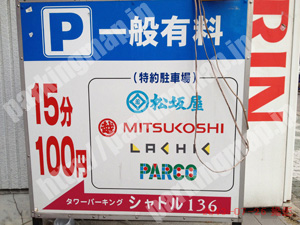 P 一般有料
15分
100円
(特約駐車場)
松坂屋
越 MITSUKOSHI
LACHIC
PARCO
タワーパーキング シャトル136
RIN